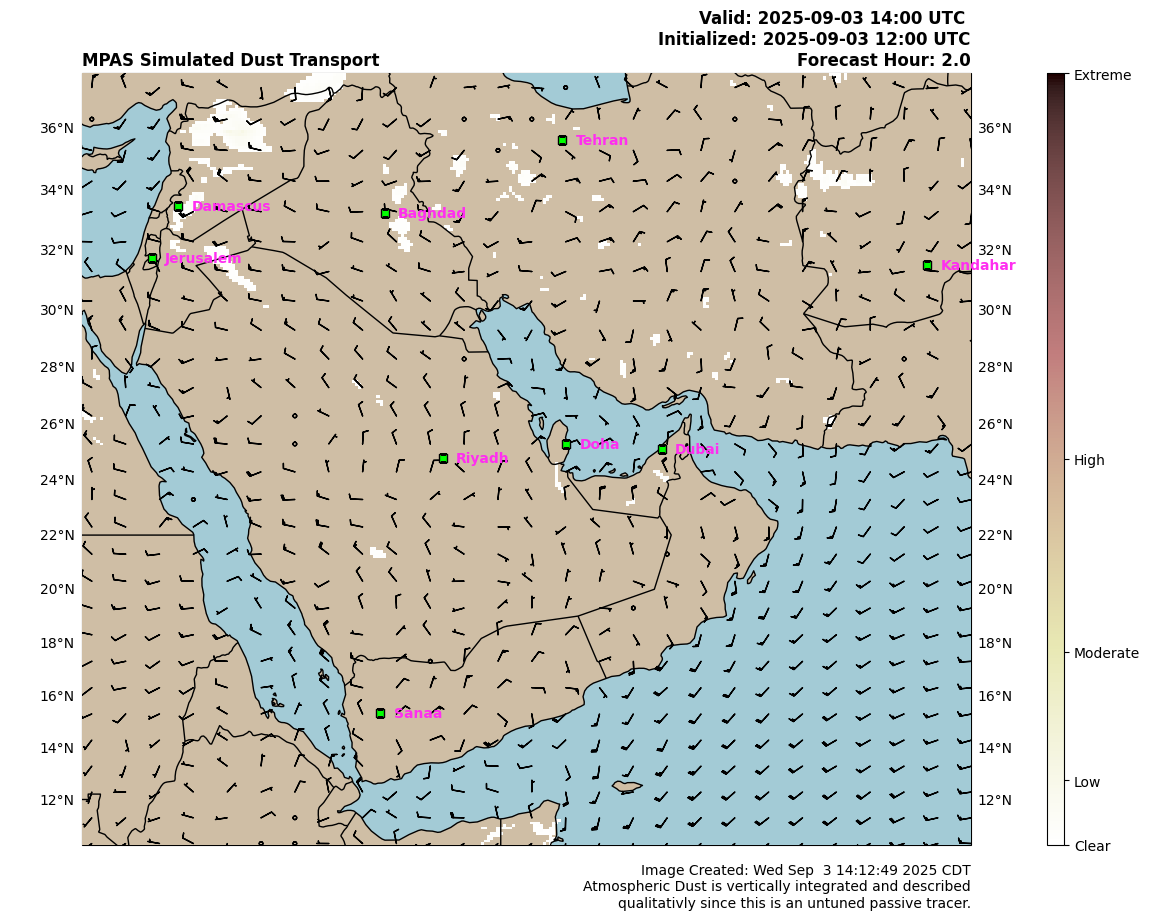 Valid: 2025-09-03 14:00 UTC
Initialized: 2025-09-03 12:00 UTC
MPAS Simulated Dust Transport
Forecast Hour: 2.0
Extreme
36°N
Tehran
36°N
34°N
Damascus
Baghdad
34°N
32°N
Jerusalem
32°N
Kandahar
30°N
30°N
28°N
28°N
26°N
Doha
Dubai
26°N
Riyadh
High
24°N
24°N
22°N
22°N
20°N
20°N
18°N
18°N
Moderate
16°N
16°N
Sanaa
14°N
14°N
12°N
12°N
Low
Clear
Image Created: Wed Sep  3 14:12:49 2025 CDT
Atmospheric Dust is vertically integrated and described
qualitativly since this is an untuned passive tracer.